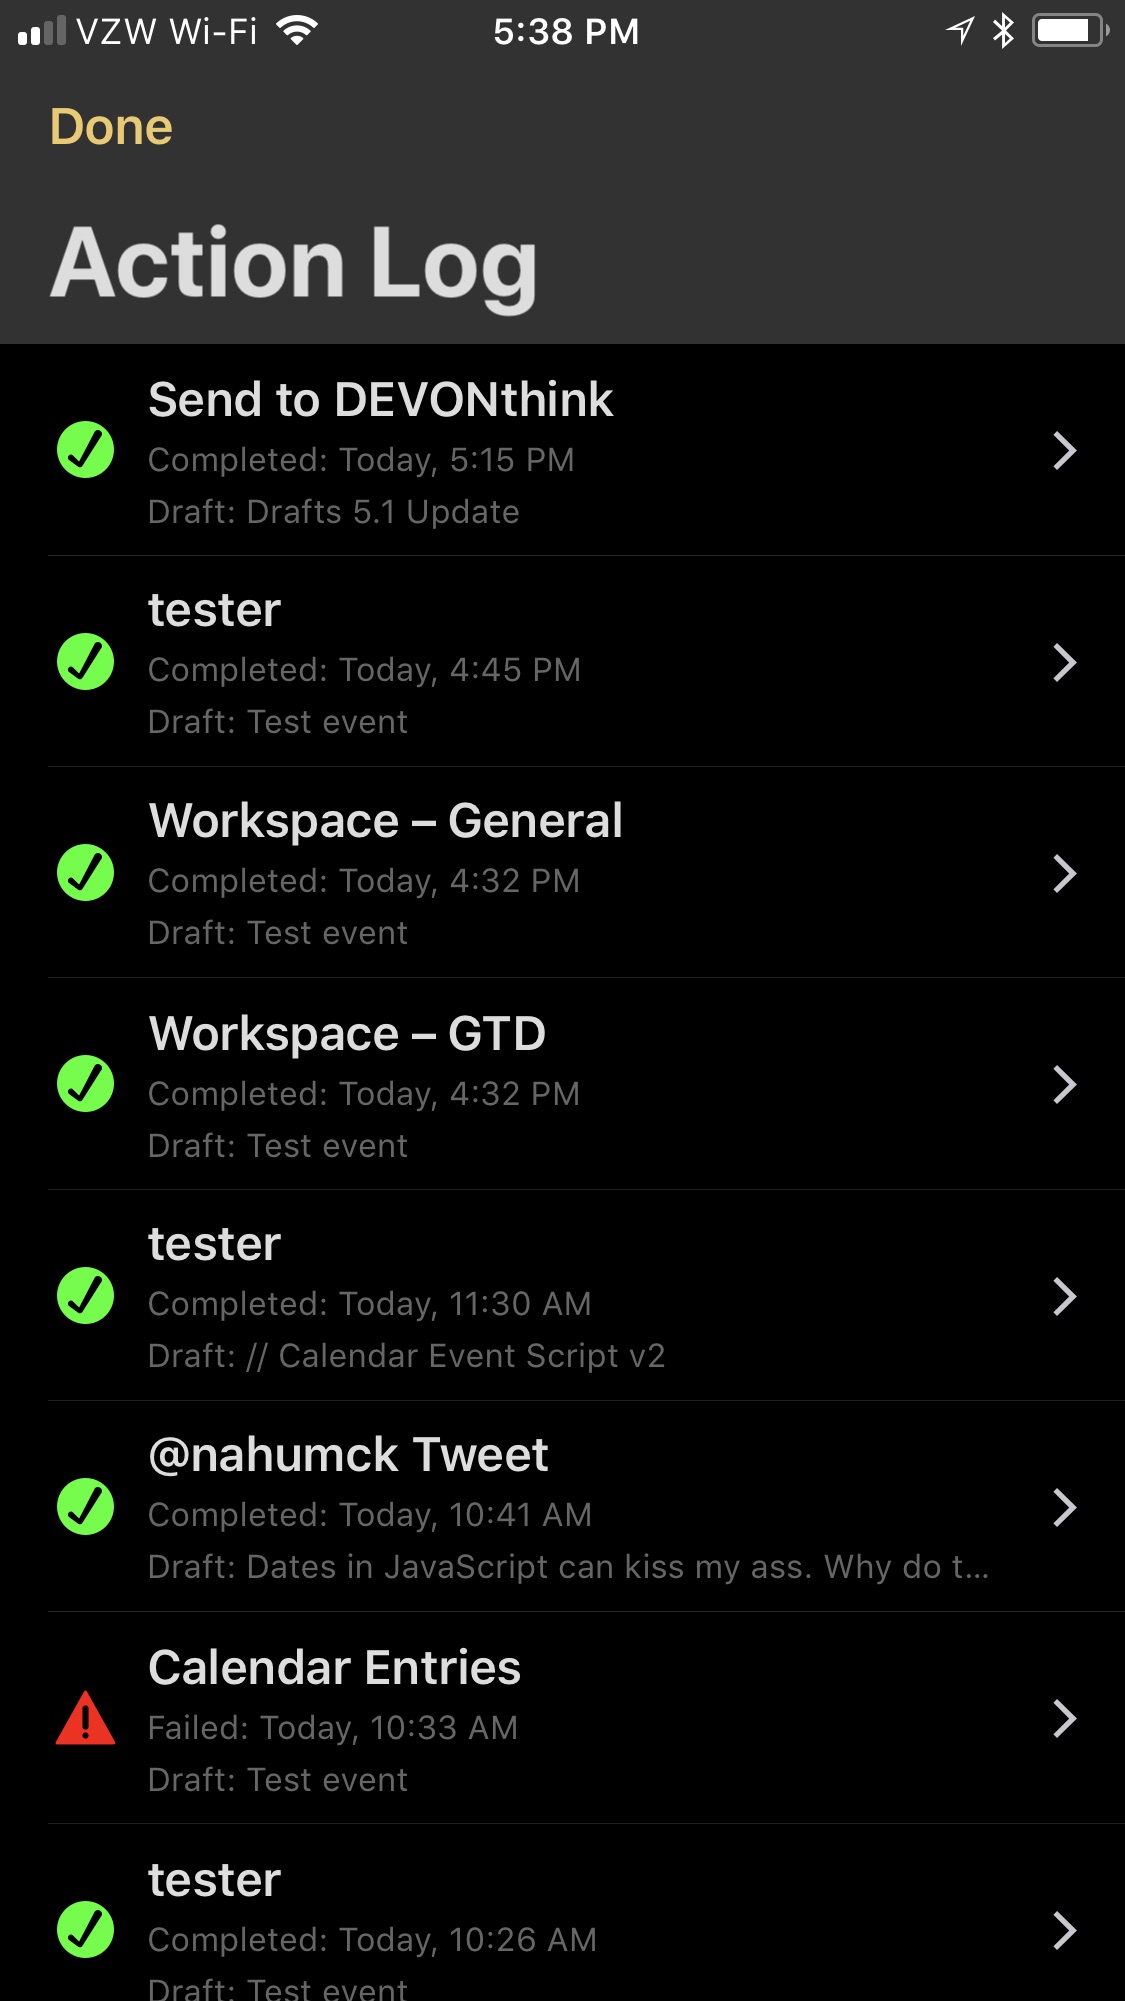 VZW Wi-Fi 5:38 PM
Done
Action Log
Send to DEVONthink
Completed: Today, 5:15 PM
Draft: Drafts 5.1 Update
tester
Completed: Today, 4:45 PM
Draft: Test event
Workspace – General
Completed: Today, 4:32 PM
Draft: Test event
Workspace – GTD
Completed: Today, 4:32 PM
Draft: Test event
tester
Completed: Today, 11:30 AM
Draft: // Calendar Event Script v2
@nahumck Tweet
Completed: Today, 10:41 AM
Draft: Dates in JavaScript can kiss my ass. Why do t...
Calendar Entries
Failed: Today, 10:33 AM
Draft: Test event
tester
Completed: Today, 10:26 AM
Draft: Test event